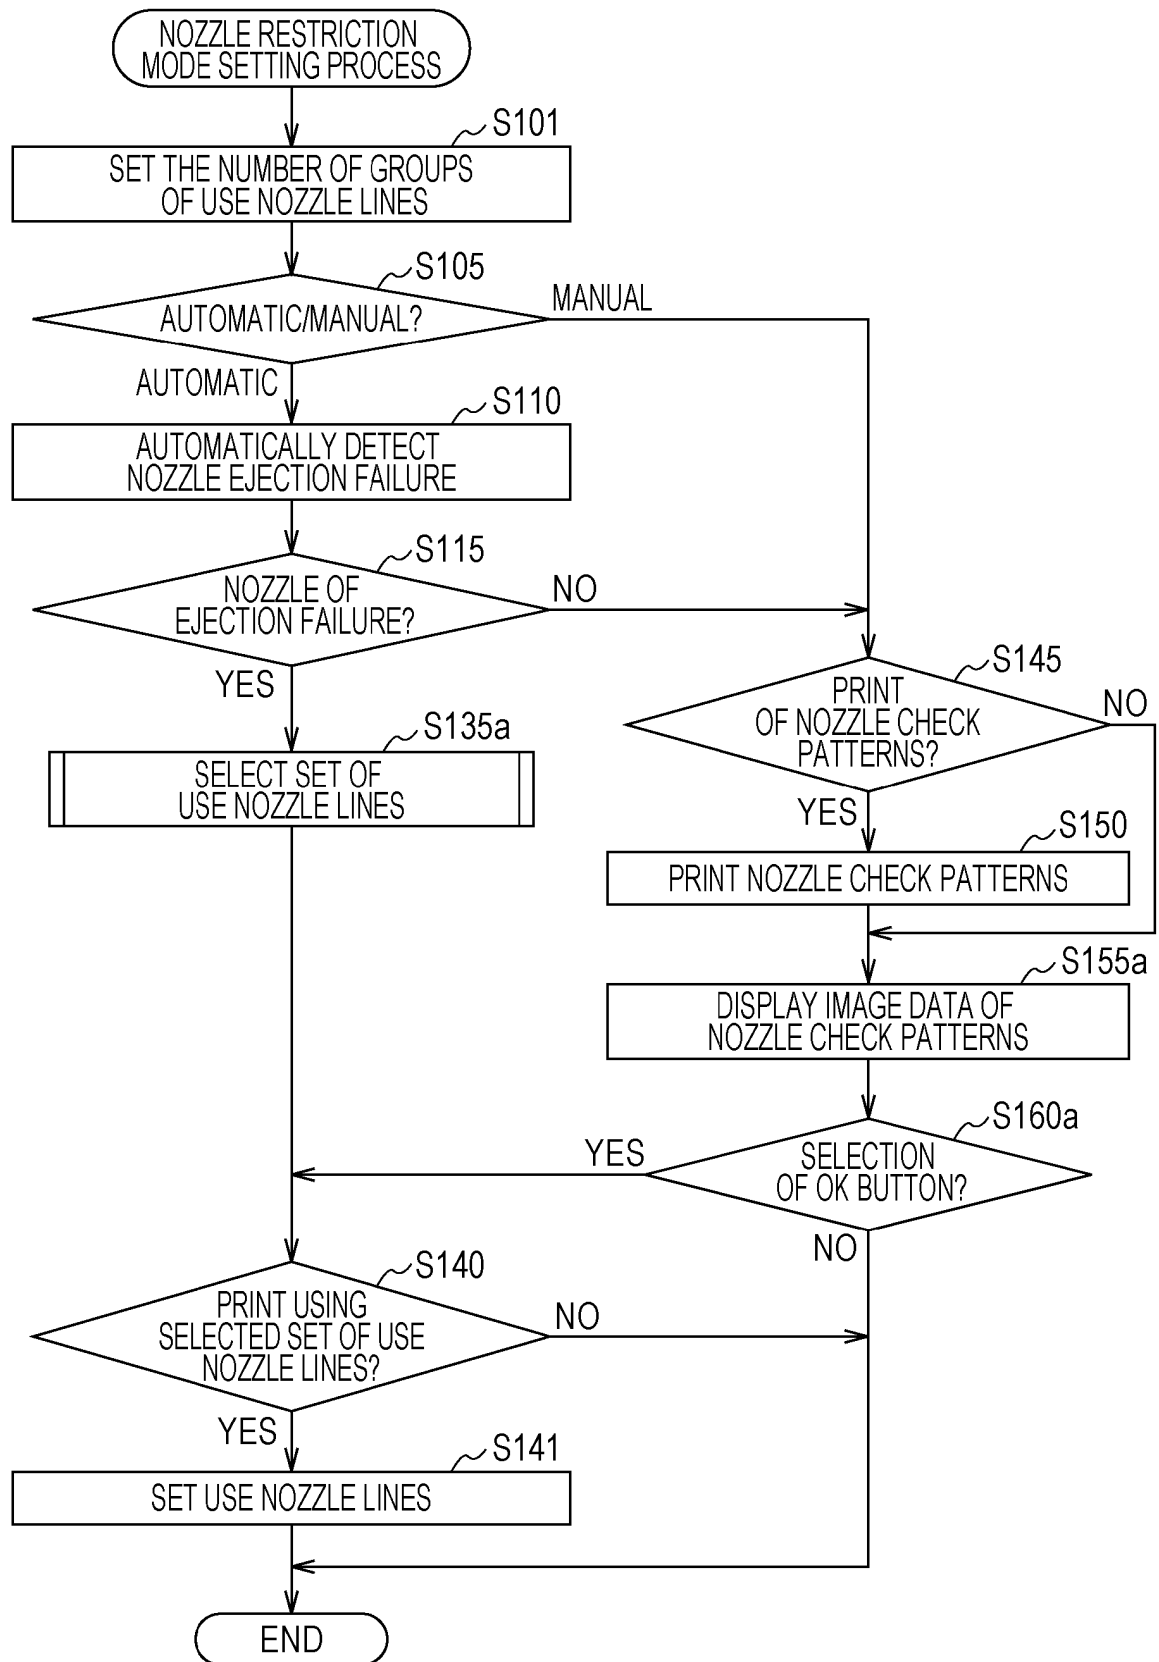 NOZZLE RESTRICTION
MODE SETTING PROCESS
S101
SET THE NUMBER OF GROUPS
OF USE NOZZLE LINES
S105
AUTOMATIC/MANUAL?
MANUAL
AUTOMATIC
S110
AUTOMATICALLY DETECT
NOZZLE EJECTION FAILURE
S115
NOZZLE OF
EJECTION FAILURE?
NO
YES
S135a
SELECT SET OF
USE NOZZLE LINES
S145
PRINT
OF NOZZLE CHECK
PATTERNS?
NO
YES
S150
PRINT NOZZLE CHECK PATTERNS
S155a
DISPLAY IMAGE DATA OF
NOZZLE CHECK PATTERNS
S160a
SELECTION
OF OK BUTTON?
YES
NO
S140
PRINT USING
SELECTED SET OF USE
NOZZLE LINES?
NO
YES
S141
SET USE NOZZLE LINES
END